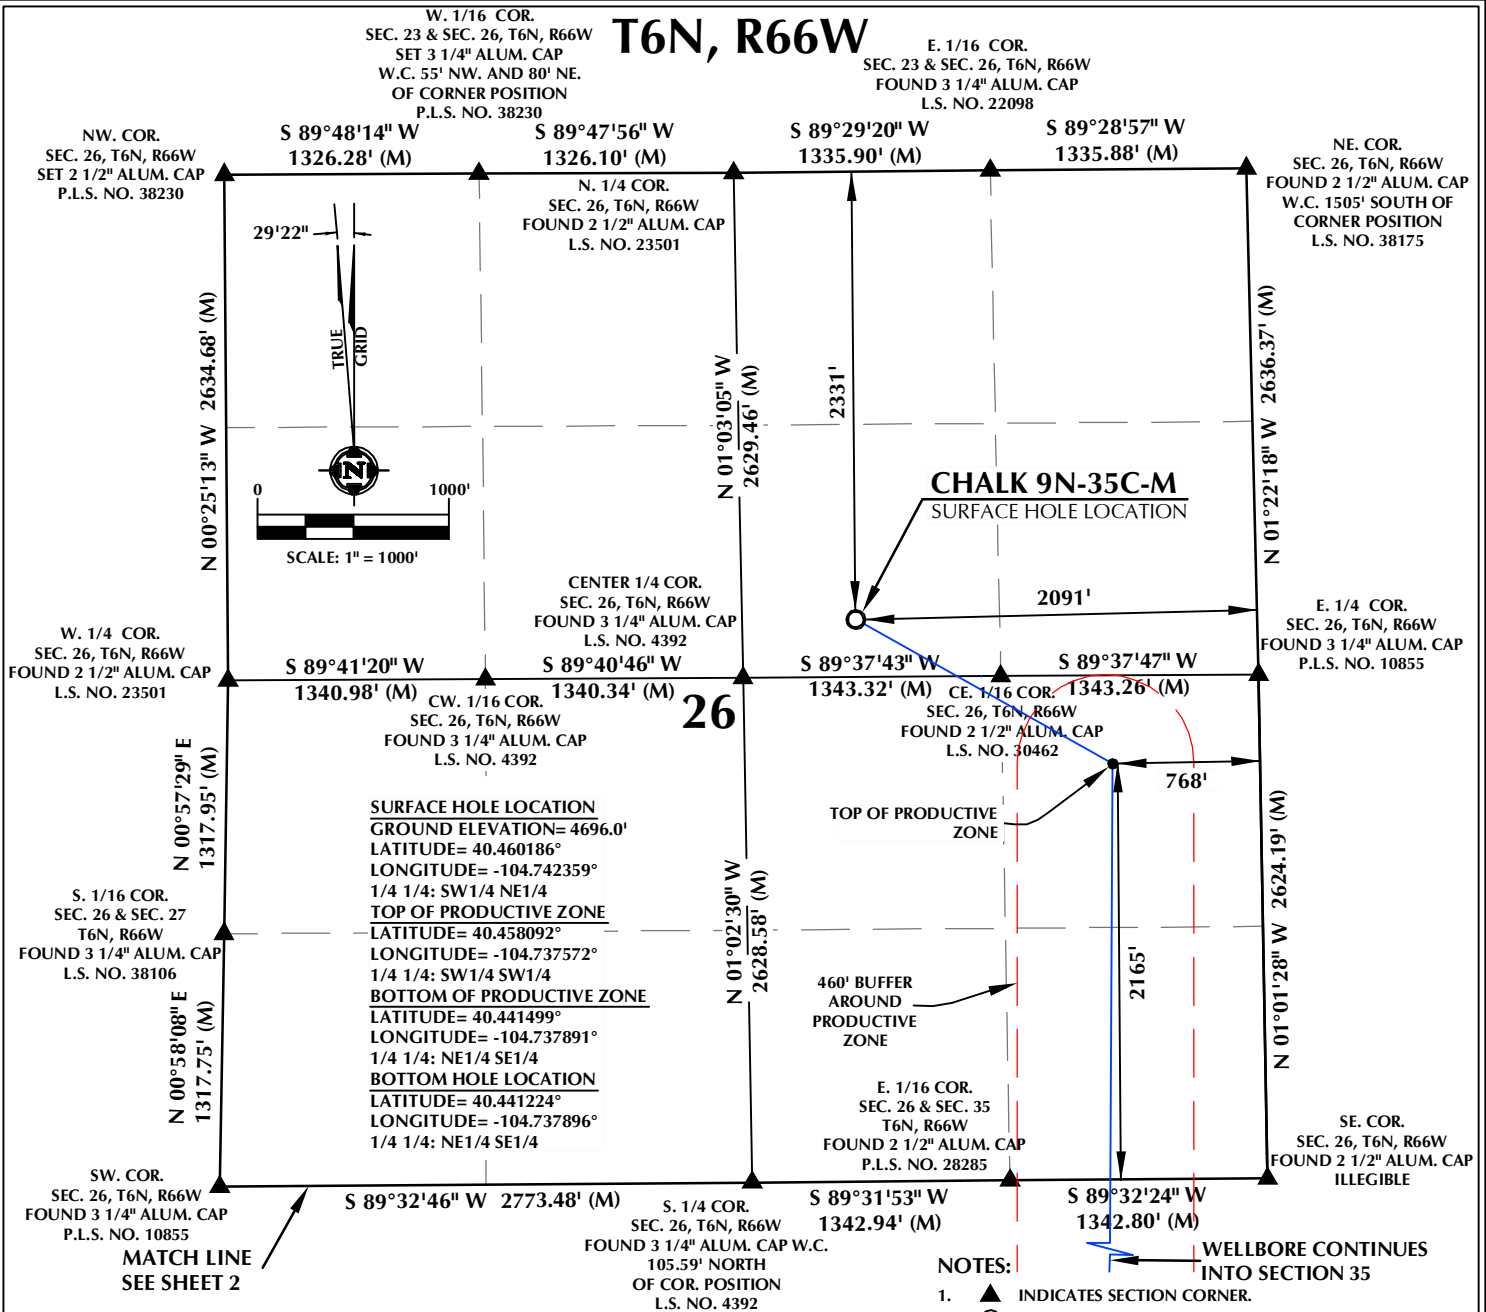 T6N, R66W
W. 1/16 COR.
SEC. 23 & SEC. 26, T6N, R66W
SET 3 1/4" ALUM. CAP
W.C. 55' NW. AND 80' NE.
OF CORNER POSITION
P.L.S. NO. 38230
E. 1/16 COR.
SEC. 23 & SEC. 26, T6N, R66W
FOUND 3 1/4" ALUM. CAP
L.S. NO. 22098
NW. COR.
SEC. 26, T6N, R66W
SET 2 1/2" ALUM. CAP
P.L.S. NO. 38230
S 89°48'14" W
1326.28' (M)
S 89°47'56" W
1326.10' (M)
S 89°29'20" W
1335.90' (M)
S 89°28'57" W
1335.88' (M)
NE. COR.
SEC. 26, T6N, R66W
FOUND 2 1/2" ALUM. CAP
W.C. 1505' SOUTH OF
CORNER POSITION
L.S. NO. 38175
N. 1/4 COR.
SEC. 26, T6N, R66W
FOUND 2 1/2" ALUM. CAP
L.S. NO. 23501
29'22"
TRUE
GRID
N
0 1000'
SCALE: 1" = 1000'
N 00°25'13" W 2634.68' (M)
N 01°03'05" W
2629.46' (M)
2331'
N 01°22'18" W 2636.37' (M)
CHALK 9N-35C-M
SURFACE HOLE LOCATION
2091'
CENTER 1/4 COR.
SEC. 26, T6N, R66W
FOUND 3 1/4" ALUM. CAP
L.S. NO. 4392
W. 1/4 COR.
SEC. 26, T6N, R66W
FOUND 2 1/2" ALUM. CAP
L.S. NO. 23501
E. 1/4 COR.
SEC. 26, T6N, R66W
FOUND 3 1/4" ALUM. CAP
P.L.S. NO. 10855
S 89°41'20" W
1340.98' (M)
S 89°40'46" W
1340.34' (M)
S 89°37'43" W
1343.32' (M)
S 89°37'47" W
1343.26' (M)
CW. 1/16 COR.
SEC. 26, T6N, R66W
FOUND 3 1/4" ALUM. CAP
L.S. NO. 4392
26
CE. 1/16 COR.
SEC. 26, T6N, R66W
FOUND 2 1/2" ALUM. CAP
L.S. NO. 30462
768'
TOP OF PRODUCTIVE
ZONE
N 00°57'29" E
1317.95' (M)
SURFACE HOLE LOCATION
GROUND ELEVATION= 4696.0'
LATITUDE= 40.460186°
LONGITUDE= -104.742359°
1/4 1/4: SW1/4 NE1/4
TOP OF PRODUCTIVE ZONE
LATITUDE= 40.458092°
LONGITUDE= -104.737572°
1/4 1/4: SW1/4 SW1/4
BOTTOM OF PRODUCTIVE ZONE
LATITUDE= 40.441499°
LONGITUDE= -104.737891°
1/4 1/4: NE1/4 SE1/4
BOTTOM HOLE LOCATION
LATITUDE= 40.441224°
LONGITUDE= -104.737896°
1/4 1/4: NE1/4 SE1/4
N 01°02'30" W
2628.58' (M)
N 01°01'28" W 2624.19' (M)
2165'
S. 1/16 COR.
SEC. 26 & SEC. 27
T6N, R66W
FOUND 3 1/4" ALUM. CAP
L.S. NO. 38106
460' BUFFER
AROUND
PRODUCTIVE
ZONE
N 00°58'08" E
1317.75' (M)
E. 1/16 COR.
SEC. 26 & SEC. 35
T6N, R66W
FOUND 2 1/2" ALUM. CAP
P.L.S. NO. 28285
SE. COR.
SEC. 26, T6N, R66W
FOUND 2 1/2" ALUM. CAP
ILLEGIBLE
SW. COR.
SEC. 26, T6N, R66W
FOUND 3 1/4" ALUM. CAP
P.L.S. NO. 10855
S 89°32'46" W 2773.48' (M)
S 89°31'53" W
1342.94' (M)
S 89°32'24" W
1342.80' (M)
S. 1/4 COR.
SEC. 26, T6N, R66W
FOUND 3 1/4" ALUM. CAP W.C.
105.59' NORTH
OF COR. POSITION
L.S. NO. 4392
MATCH LINE
SEE SHEET 2
WELLBORE CONTINUES
INTO SECTION 35
NOTES:
1. INDICATES SECTION CORNER.